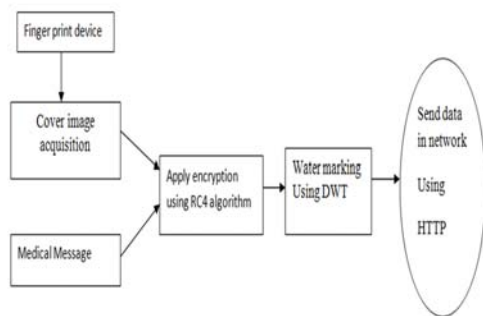 Finger print device
Cover image
acquisition
Medical Message
Apply encryption
using RC4 algorithm
Water marking
Using DWT
Send data
in network
Using
HTTP